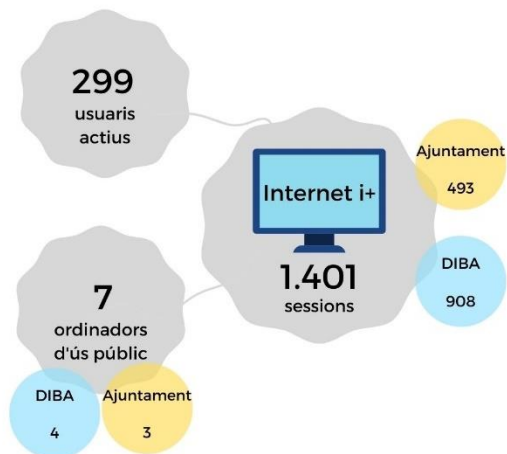 299
usuaris
actius
Internet i+
1.401
sessions
Ajuntament
493
DIBA
908
7
ordinadors
d'ús públic
DIBA
4
Ajuntament
3